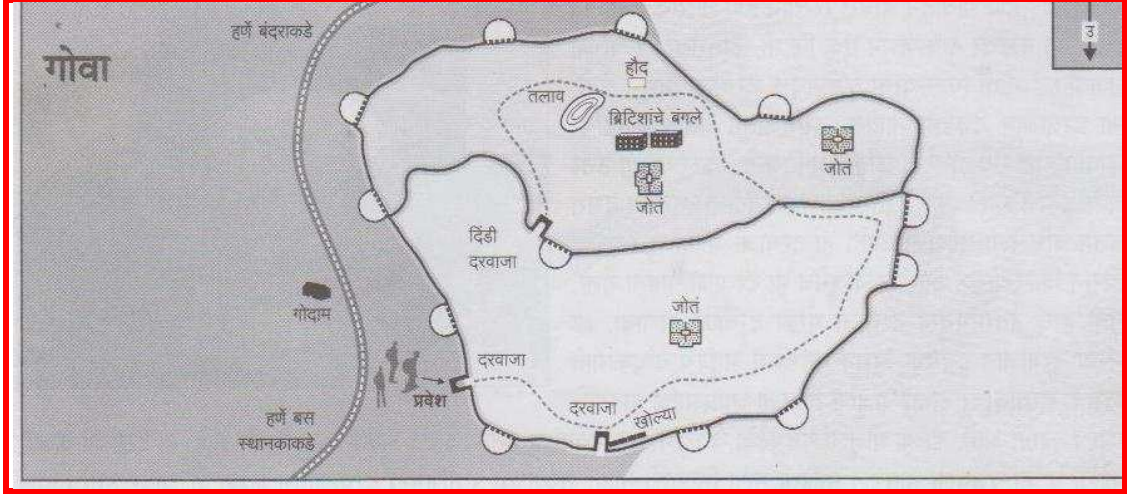 हर्णे बंदराकडे
उ
गोवा
हौद
तलाव
ब्रिटिशांचे बंगले
जोतं
जोतं
दिंडी
दरवाजा
जोतं
गोदाम
दरवाजा
प्रवेश
दरवाजा
खोल्या
हर्णे बस
स्थानकाकडे